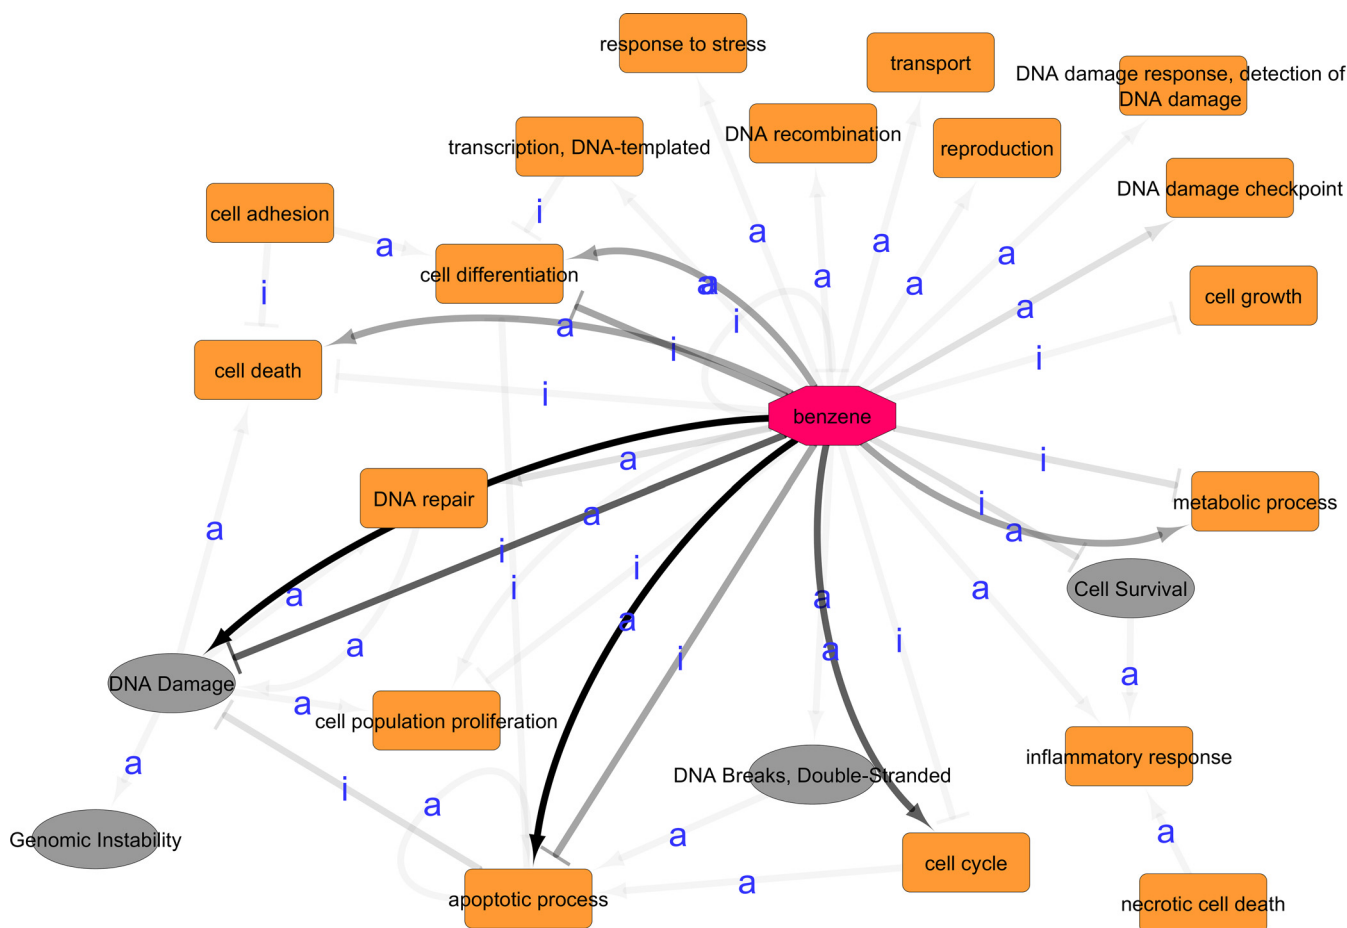 response to stress
transport
DNA damage response, detection of
DNA damage
transcription, DNA-templated
DNA recombination
reproduction
DNA damage checkpoint
cell adhesion
i
a
a
a
a
a
cell differentiation
i
a
a
a
a
i
cell growth
a
i
a
cell death
i
i
i
benzene
a
i
DNA repair
metabolic process
i
a
a
a
i
i
i
a
i
Cell Survival
a
a
a
i
a
a
i
a
DNA Damage
a
cell population proliferation
a
i
inflammatory response
DNA Breaks, Double-Stranded
a
a
a
Genomic Instability
cell cycle
a
apoptotic process
necrotic cell death